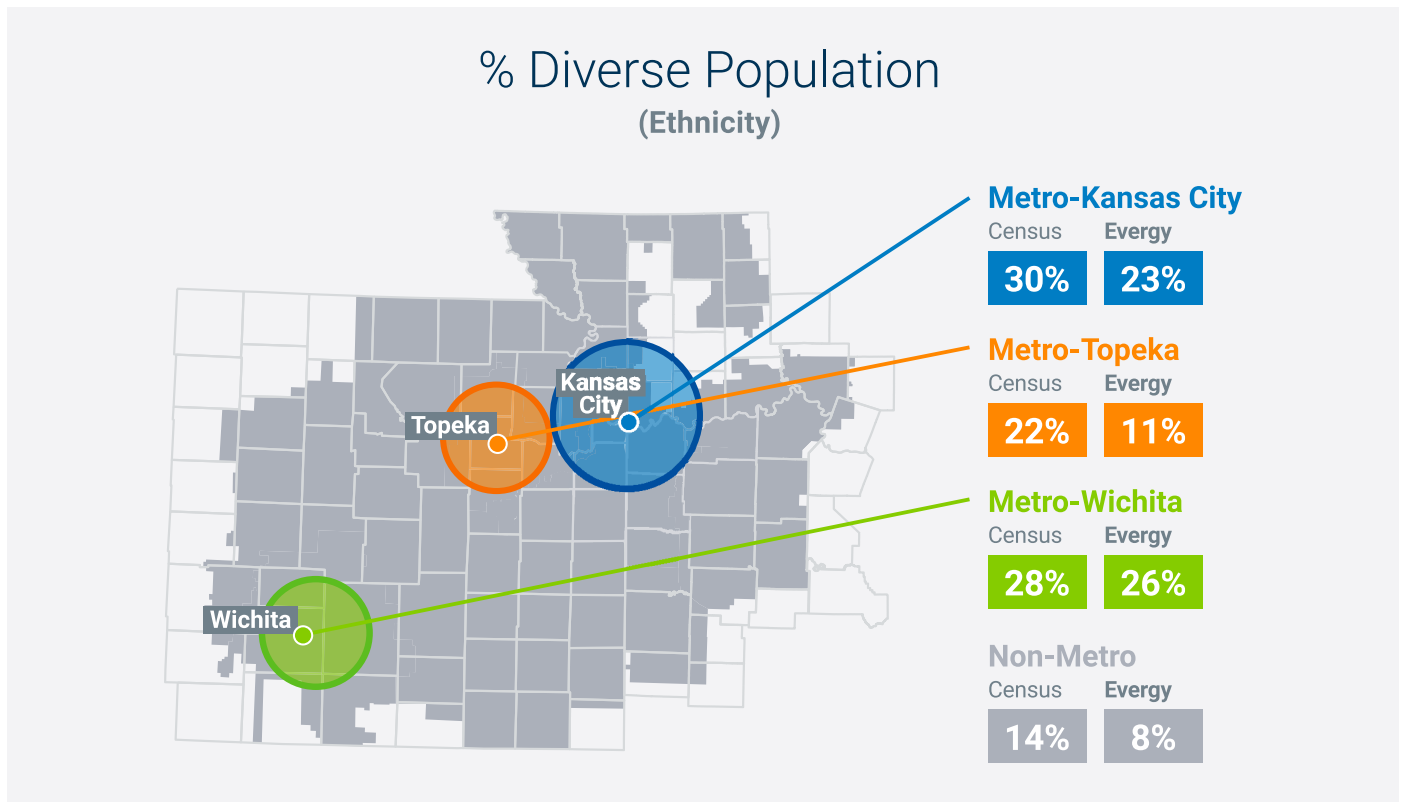 % Diverse Population
(Ethnicity)
Metro-Kansas City
Census Evergy
30% 23%
Metro-Topeka
Census Evergy
22% 11%
Metro-Wichita
Census Evergy
28% 26%
Non-Metro
Census Evergy
14% 8%
Kansas
City
Topeka
Wichita